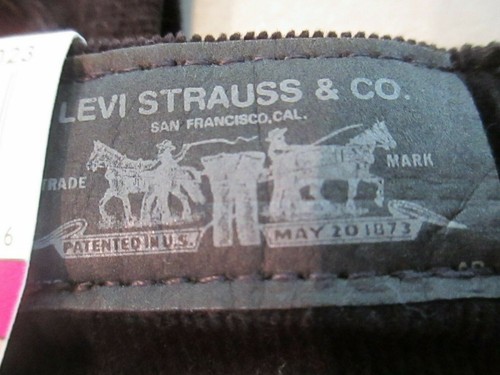 LEVI STRAUSS & CO.
SAN FRANCISCO, CAL.
TRADE MARK
PATENTED IN U.S. MAY 20 1873